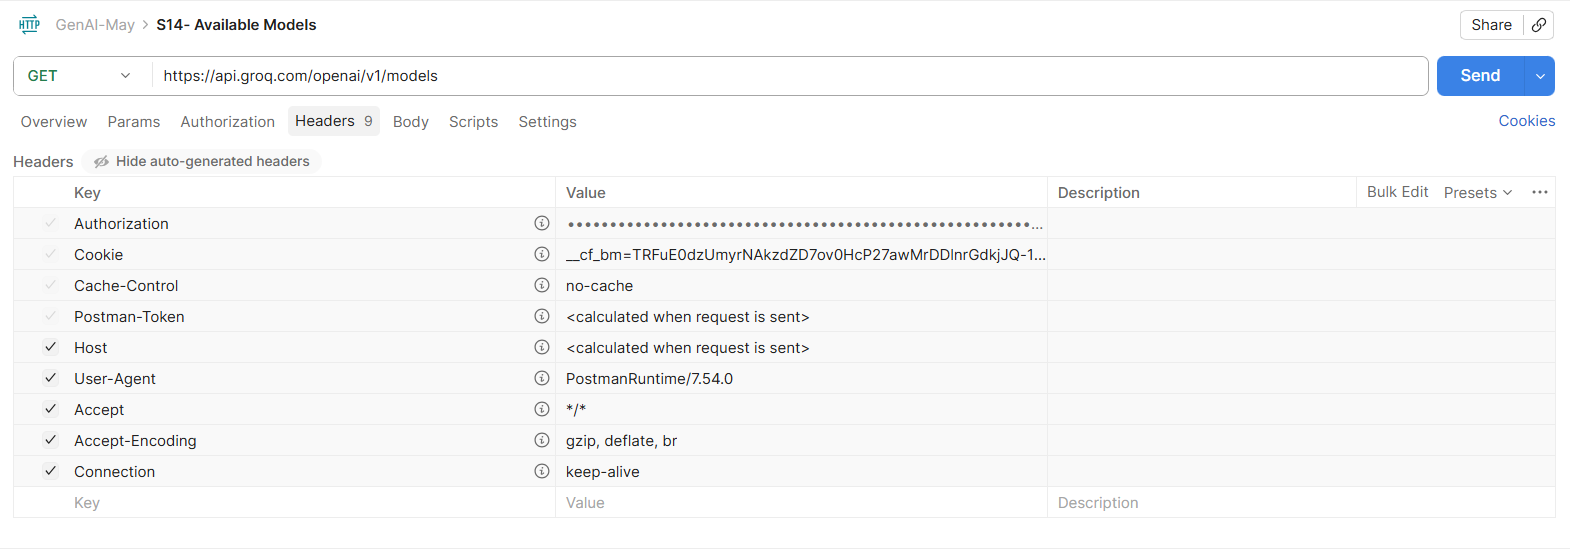 HTTP GenAI-May > S14- Available Models Share
GET https://api.groq.com/openai/v1/models Send
Overview Params Authorization Headers 9 Body Scripts Settings Cookies
Headers Hide auto-generated headers
Key Value Description Bulk Edit Presets ...
Authorization ••••••••••••••••••••••••••••••••••••••••••••••••••••••••...
Cookie __cf_bm=TRFuE0dzUmyrNAkzdZD7ov0HcP27awMrDDlnrGdkjJQ-1...
Cache-Control no-cache
Postman-Token <calculated when request is sent>
Host <calculated when request is sent>
User-Agent PostmanRuntime/7.54.0
Accept */*
Accept-Encoding gzip, deflate, br
Connection keep-alive
Key Value Description